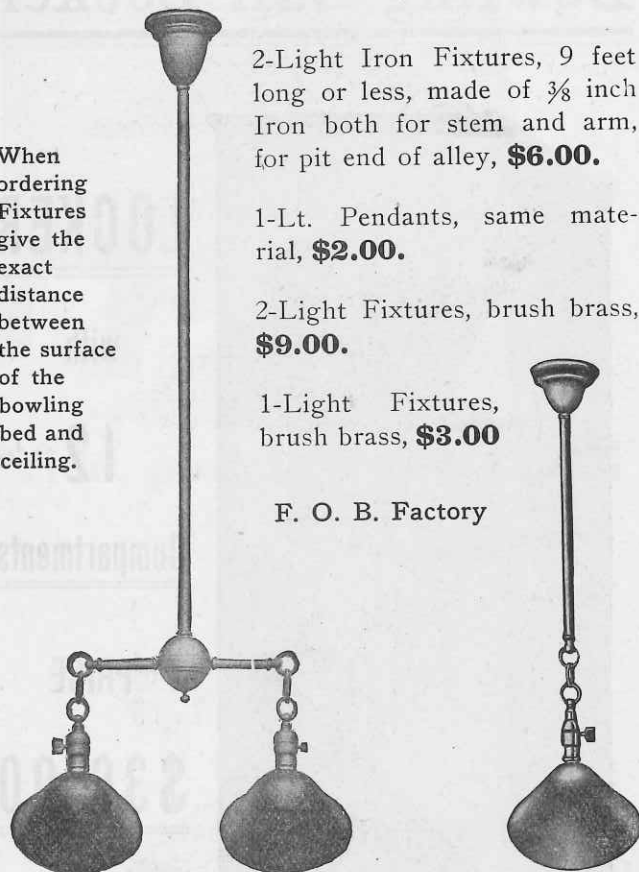 When
ordering
Fixtures
give the
exact
distance
between
the surface
of the
bowling
bed and
ceiling.
2-Light Iron Fixtures, 9 feet
long or less, made of ⅜ inch
Iron both for stem and arm,
for pit end of alley, $6.00.
1-Lt. Pendants, same mate-
rial, $2.00.
2-Light Fixtures, brush brass,
$9.00.
1-Light Fixtures,
brush brass, $3.00
F. O. B. Factory